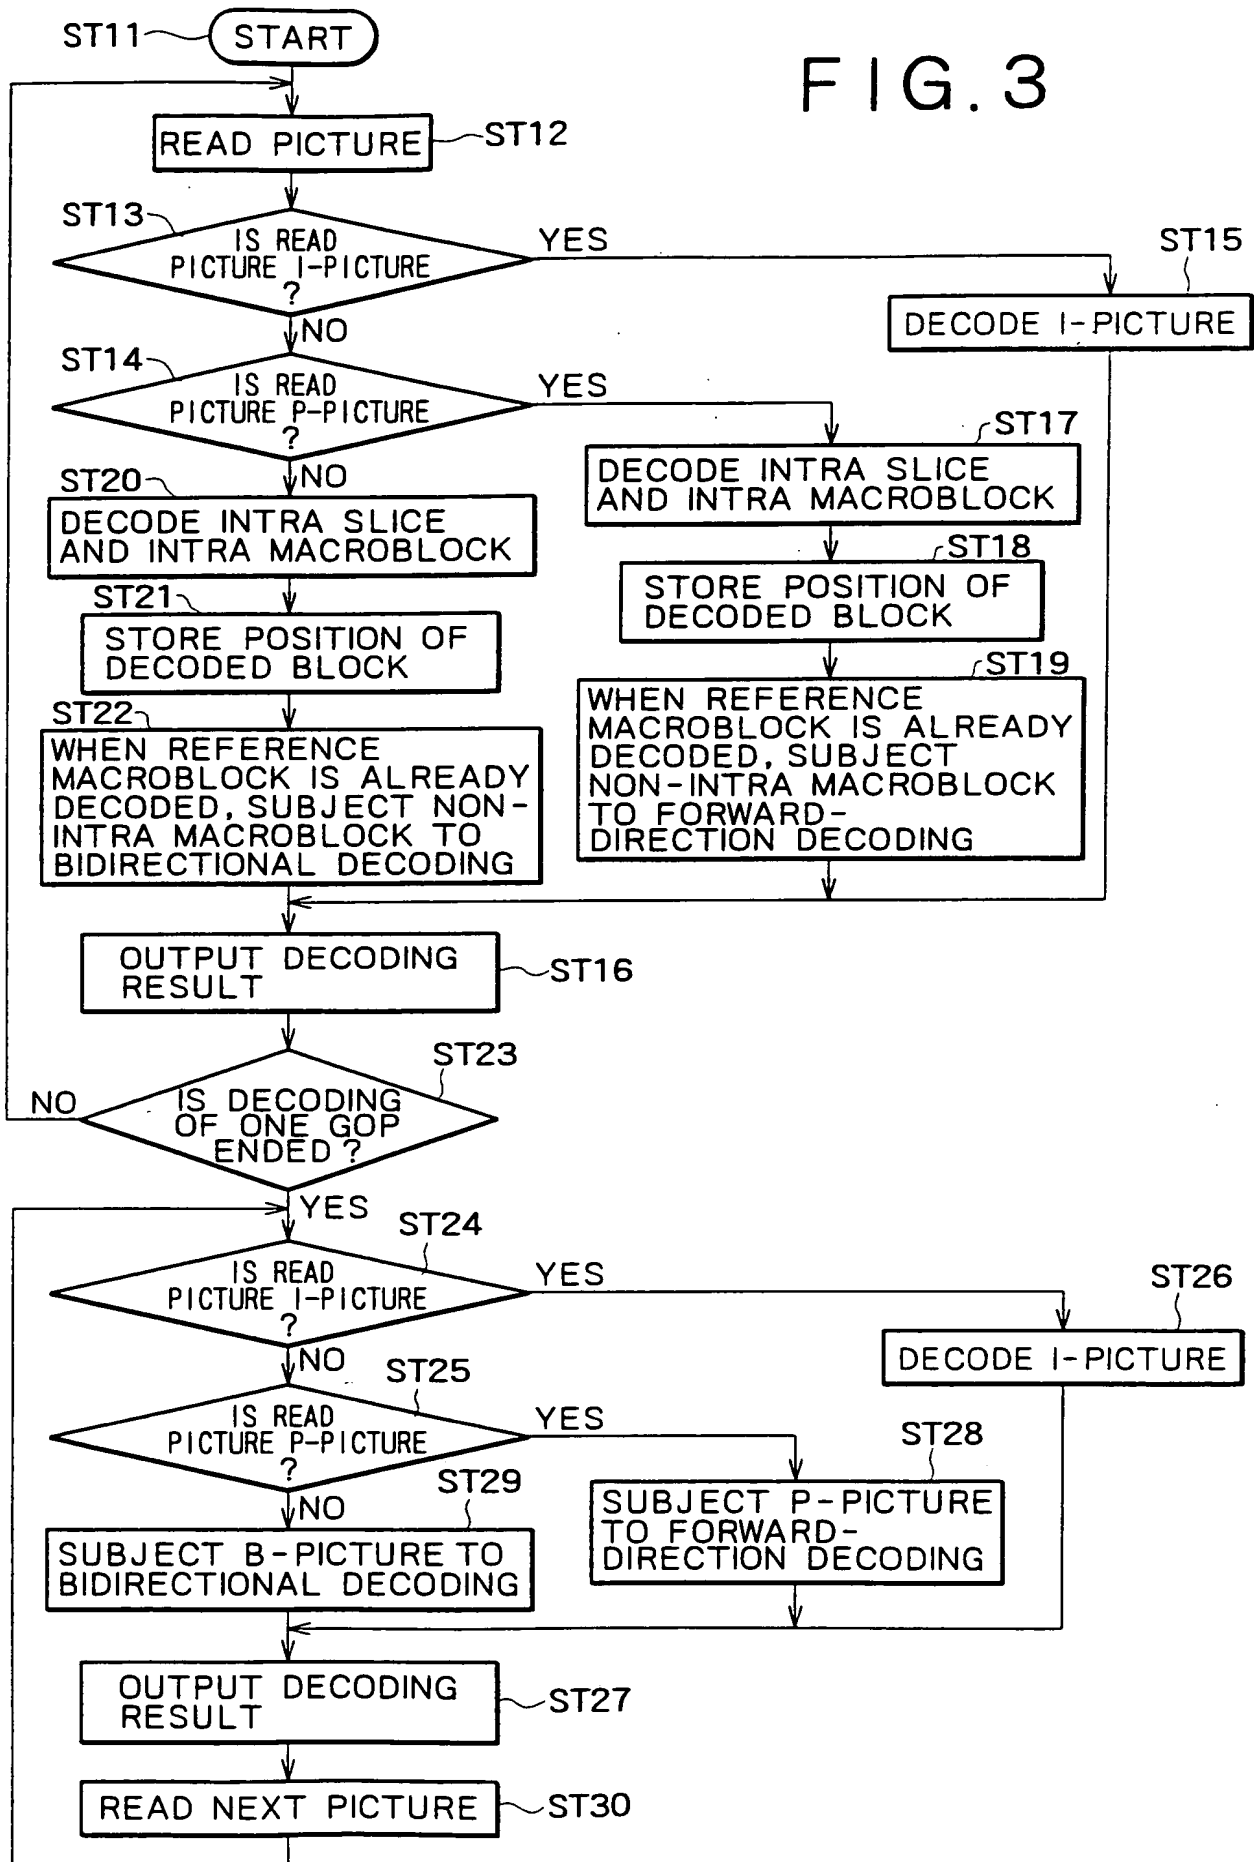 FIG. 3
ST11
START
READ PICTURE
ST12
ST13
IS READ
PICTURE I-PICTURE
?
YES
NO
ST15
DECODE I-PICTURE
ST14
IS READ
PICTURE P-PICTURE
?
YES
NO
ST17
DECODE INTRA SLICE
AND INTRA MACROBLOCK
ST18
STORE POSITION OF
DECODED BLOCK
ST19
WHEN REFERENCE
MACROBLOCK IS ALREADY
DECODED, SUBJECT
NON-INTRA MACROBLOCK
TO FORWARD-
DIRECTION DECODING
ST20
DECODE INTRA SLICE
AND INTRA MACROBLOCK
ST21
STORE POSITION OF
DECODED BLOCK
ST22
WHEN REFERENCE
MACROBLOCK IS ALREADY
DECODED, SUBJECT NON-
INTRA MACROBLOCK TO
BIDIRECTIONAL DECODING
OUTPUT DECODING
RESULT
ST16
ST23
IS DECODING
OF ONE GOP
ENDED ?
NO
YES
ST24
IS READ
PICTURE I-PICTURE
?
YES
NO
ST26
DECODE I-PICTURE
ST25
IS READ
PICTURE P-PICTURE
?
YES
NO
ST28
SUBJECT P-PICTURE
TO FORWARD-
DIRECTION DECODING
ST29
SUBJECT B-PICTURE TO
BIDIRECTIONAL DECODING
OUTPUT DECODING
RESULT
ST27
READ NEXT PICTURE
ST30